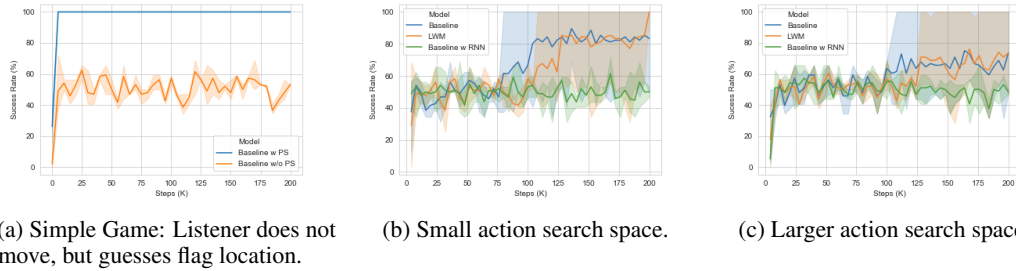 100
80
60
40
20
0
Sucess Rate (%)
Model
Baseline w PS
Baseline w/o PS
0 25 50 75 100 125 150 175 200
Steps (K)
(a) Simple Game: Listener does not
move, but guesses flag location.
100
80
60
40
20
0
Sucess Rate (%)
Model
Baseline
LWM
Baseline w RNN
0 25 50 75 100 125 150 175 200
Steps (K)
(b) Small action search space.
100
80
60
40
20
0
Sucess Rate (%)
Model
Baseline
LWM
Baseline w RNN
0 25 50 75 100 125 150 175 200
Steps (K)
(c) Larger action search space